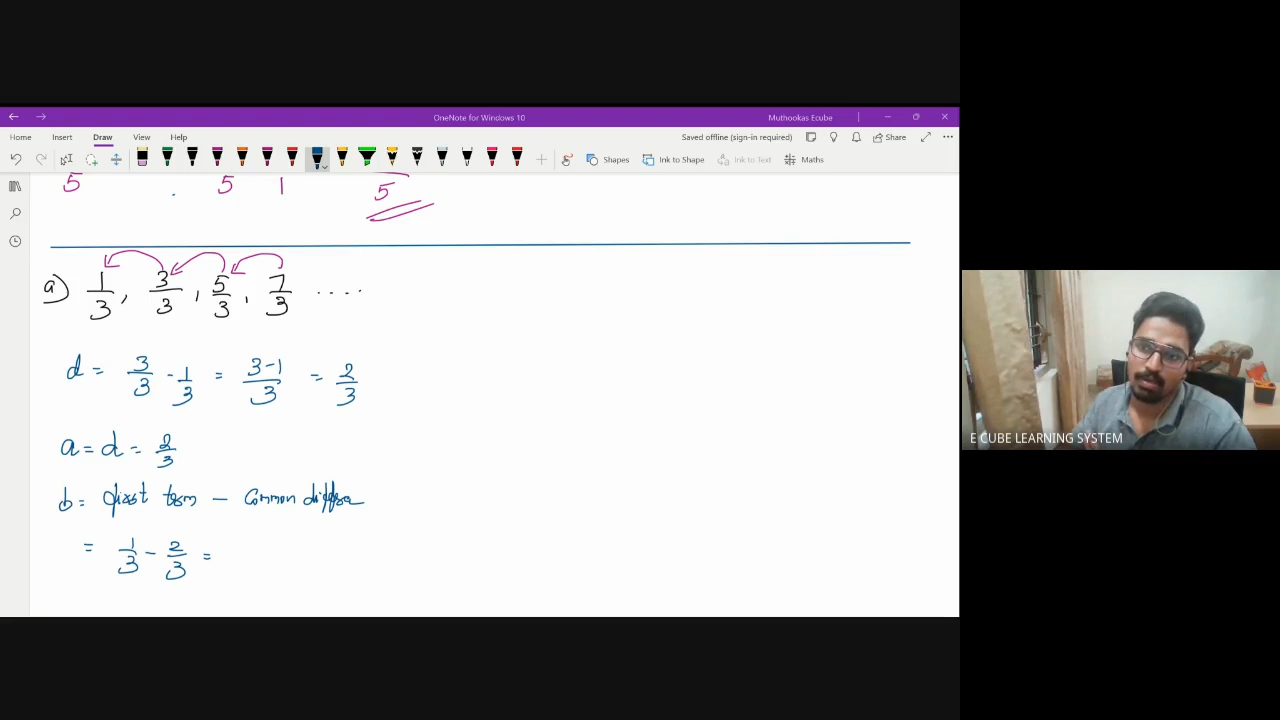 OneNote for Windows 10
Muthookas Ecube
Home Insert Draw View Help
Saved offline (sign-in required) Share
Shapes Ink to Shape Ink to Text Maths
5 . 5 1 5
a) 1/3, 3/3, 5/3, 7/3 ....
d = 3/3 - 1/3 = 3-1/3 = 2/3
a = d = 2/3
b = first term - Common differe
= 1/3 - 2/3 =
E CUBE LEARNING SYSTEM